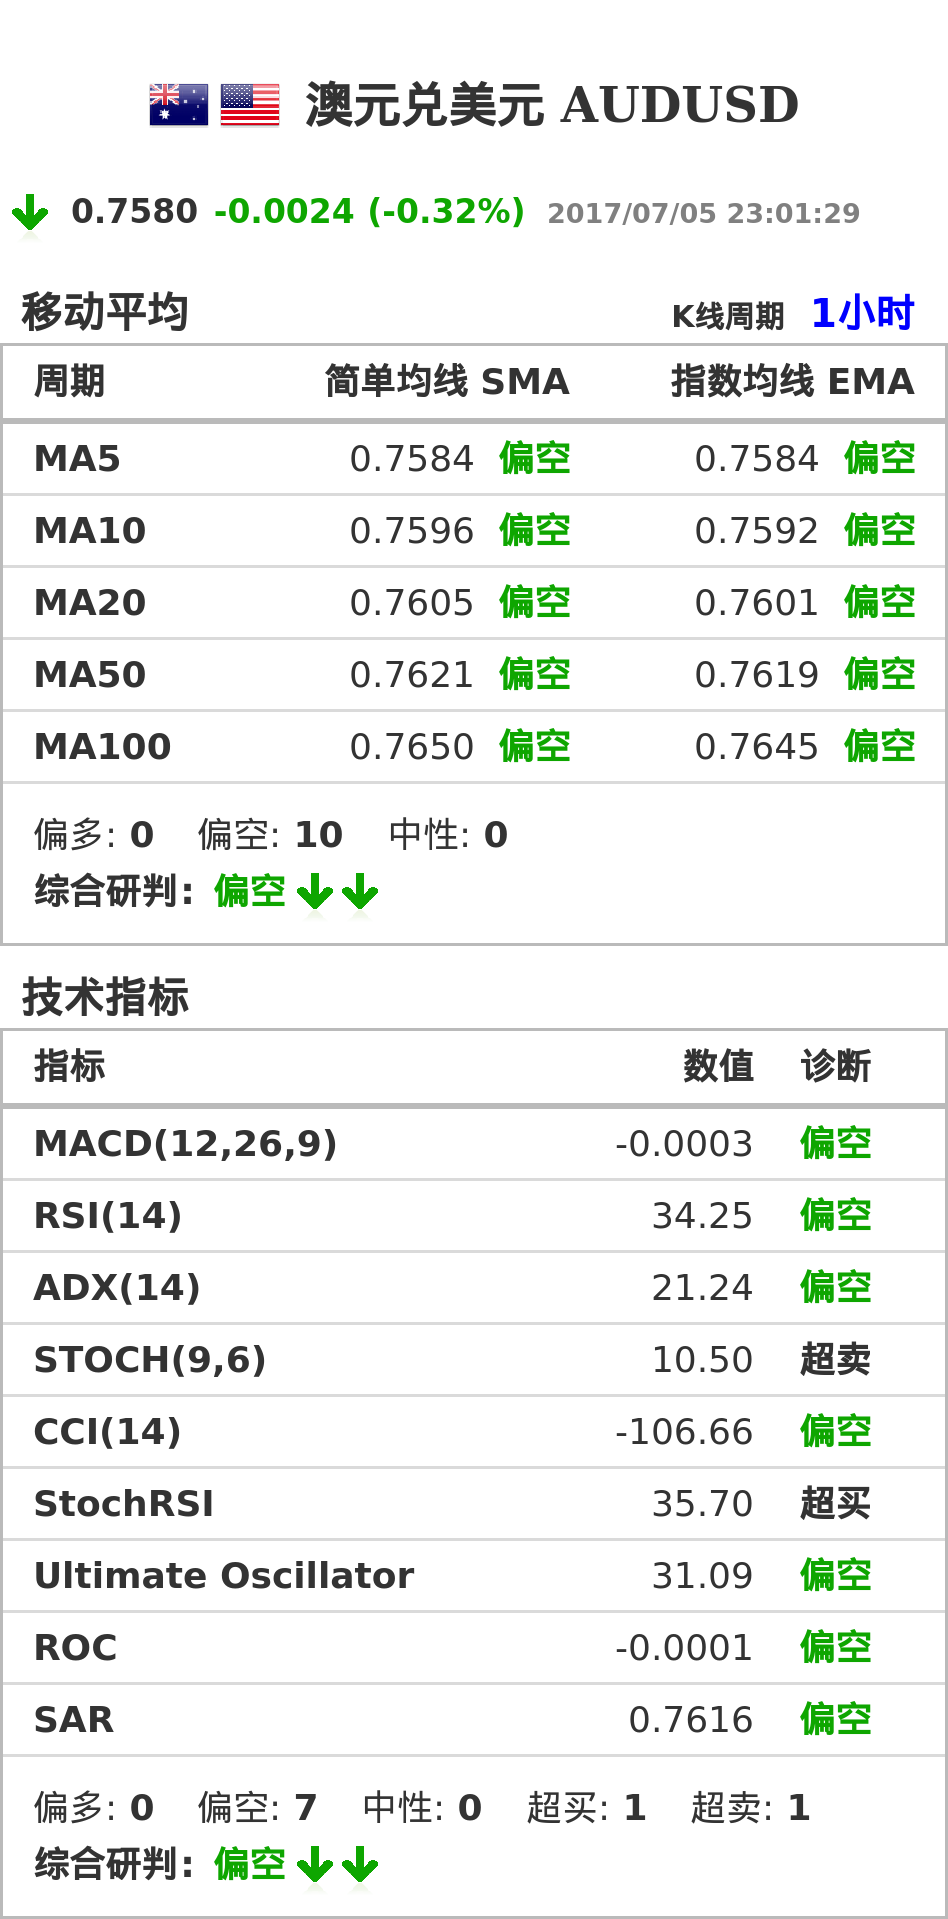 澳元兑美元 AUDUSD
0.7580 -0.0024 (-0.32%) 2017/07/05 23:01:29
移动平均 K线周期 1小时
周期 简单均线 SMA 指数均线 EMA
MA5 0.7584 偏空 0.7584 偏空
MA10 0.7596 偏空 0.7592 偏空
MA20 0.7605 偏空 0.7601 偏空
MA50 0.7621 偏空 0.7619 偏空
MA100 0.7650 偏空 0.7645 偏空
偏多: 0 偏空: 10 中性: 0
综合研判: 偏空
技术指标
指标 数值 诊断
MACD(12,26,9) -0.0003 偏空
RSI(14) 34.25 偏空
ADX(14) 21.24 偏空
STOCH(9,6) 10.50 超卖
CCI(14) -106.66 偏空
StochRSI 35.70 超买
Ultimate Oscillator 31.09 偏空
ROC -0.0001 偏空
SAR 0.7616 偏空
偏多: 0 偏空: 7 中性: 0 超买: 1 超卖: 1
综合研判: 偏空